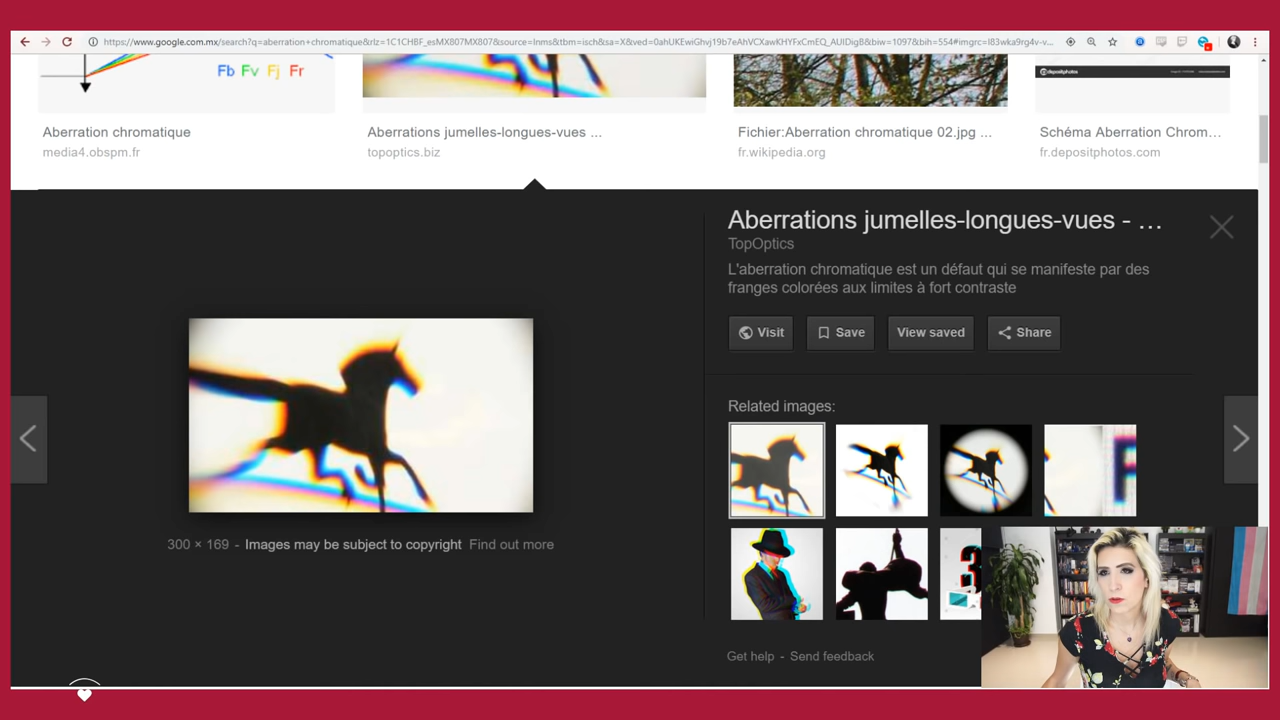 https://www.google.com.mx/search?q=aberration+chromatique&rlz=1C1CHBF_esMX807MX807&source=lnms&tbm=isch&sa=X&ved=0ahUKEwiGhvj19b7eAhVCXawKHYFxCmEQ_AUIDigB&biw=1097&bih=554#imgrc=i83wka9rg4v-v...
Fb Fv Fj Fr
depositphotos
Aberration chromatique
media4.obspm.fr
Aberrations jumelles-longues-vues ...
topoptics.biz
Fichier:Aberration chromatique 02.jpg ...
fr.wikipedia.org
Schéma Aberration Chrom...
fr.depositphotos.com
Aberrations jumelles-longues-vues - ...
TopOptics
L'aberration chromatique est un défaut qui se manifeste par des
franges colorées aux limites à fort contraste
Visit
Save
View saved
Share
Related images:
300 × 169 - Images may be subject to copyright Find out more
3
Get help - Send feedback